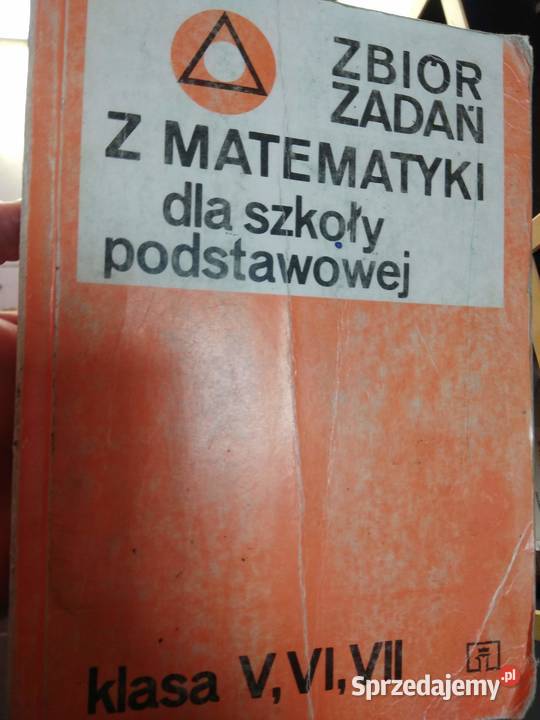 ZBIÓR
ZADAŃ
Z MATEMATYKI
dla szkoły
podstawowej
klasa V, VI, VII
Sprzedajemy.pl